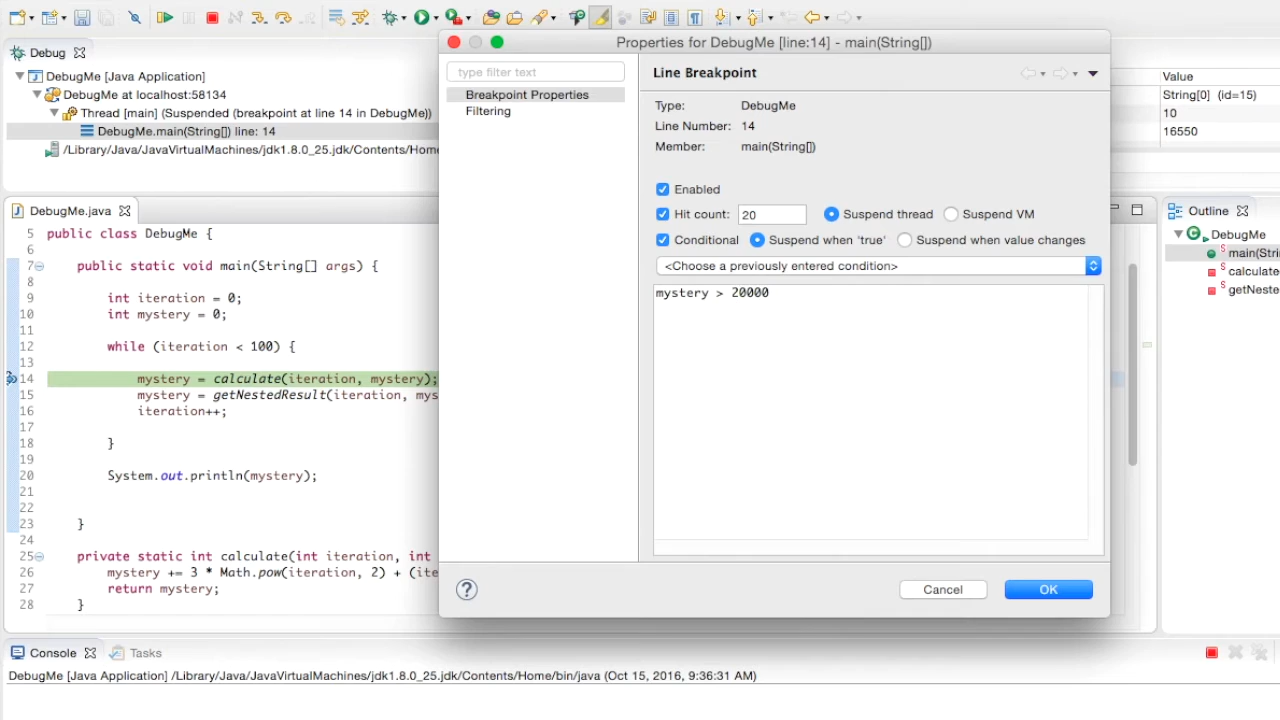 Debug
DebugMe [Java Application]
DebugMe at localhost:58134
Thread [main] (Suspended (breakpoint at line 14 in DebugMe))
DebugMe.main(String[]) line: 14
/Library/Java/JavaVirtualMachines/jdk1.8.0_25.jdk/Contents/Home
Value
String[0] (id=15)
10
16550
DebugMe.java
5 public class DebugMe {
6
7 public static void main(String[] args) {
8
9 int iteration = 0;
10 int mystery = 0;
11
12 while (iteration < 100) {
13
14 mystery = calculate(iteration, mystery);
15 mystery = getNestedResult(iteration, mys
16 iteration++;
17
18 }
19
20 System.out.println(mystery);
21
22
23 }
24
25 private static int calculate(int iteration, int
26 mystery += 3 * Math.pow(iteration, 2) + (ite
27 return mystery;
28 }
Properties for DebugMe [line:14] - main(String[])
type filter text
Breakpoint Properties
Filtering
Line Breakpoint
Type: DebugMe
Line Number: 14
Member: main(String[])
Enabled
Hit count: 20 Suspend thread Suspend VM
Conditional Suspend when 'true' Suspend when value changes
<Choose a previously entered condition>
mystery > 20000
?
Cancel
OK
Outline
DebugMe
main(Stri
calculate
getNeste
Console
Tasks
DebugMe [Java Application] /Library/Java/JavaVirtualMachines/jdk1.8.0_25.jdk/Contents/Home/bin/java (Oct 15, 2016, 9:36:31 AM)